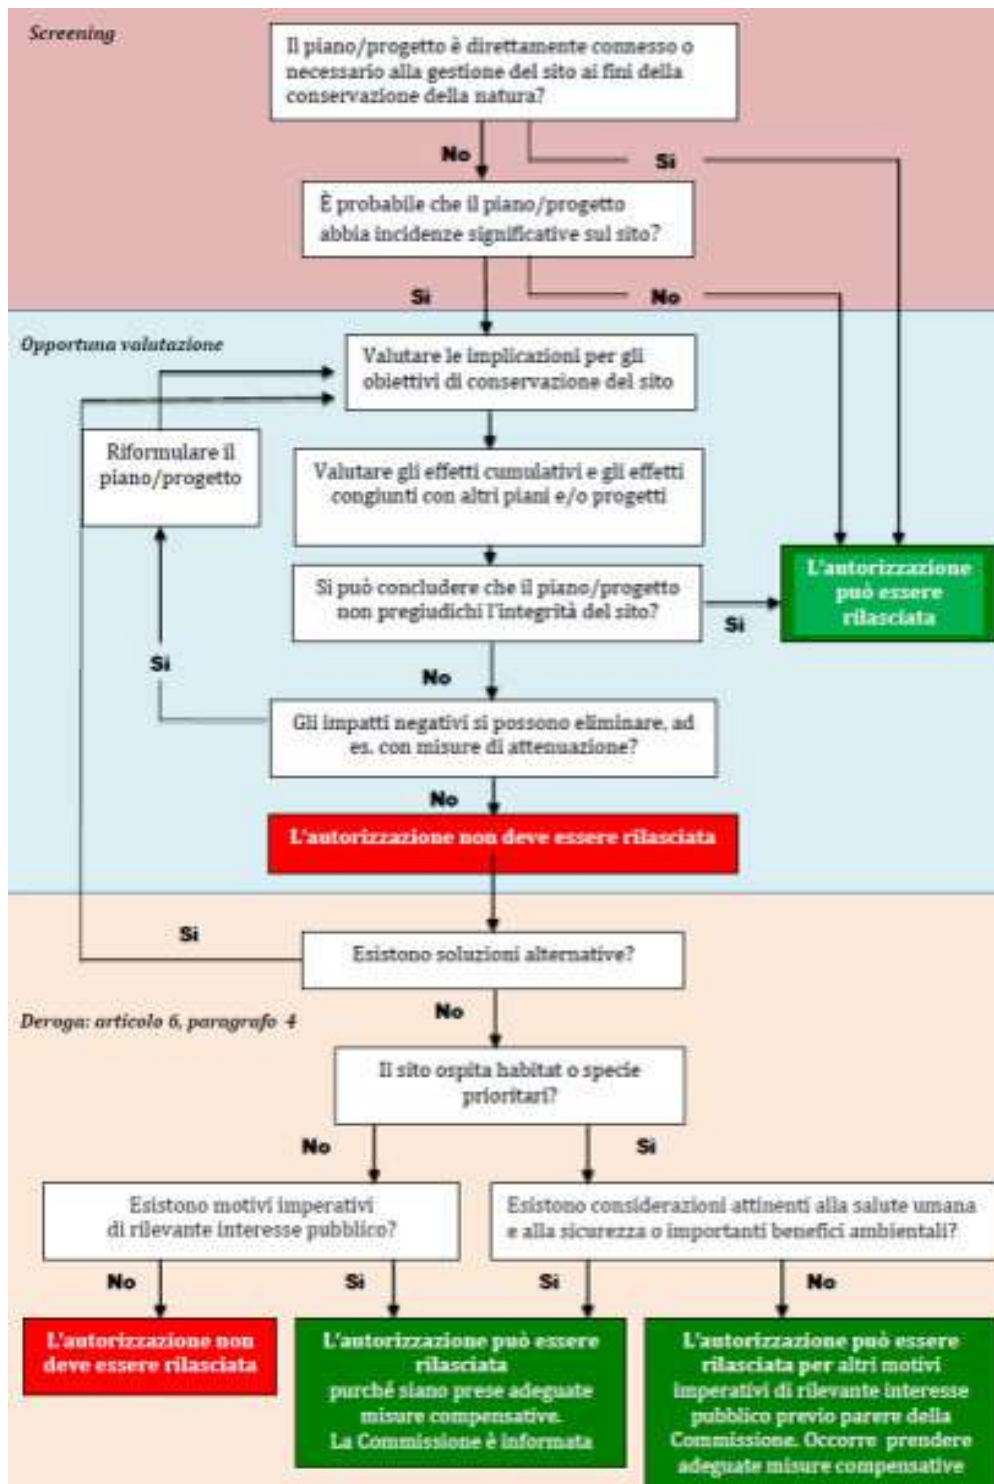 Screening
Il piano/progetto è direttamente connesso o
necessario alla gestione del sito ai fini della
conservazione della natura?
No
Si
È probabile che il piano/progetto
abbia incidenze significative sul sito?
Si
No
Opportuna valutazione
Valutare le implicazioni per gli
obiettivi di conservazione del sito
Riformulare il
piano/progetto
Valutare gli effetti cumulativi e gli effetti
congiunti con altri piani e/o progetti
L'autorizzazione
può essere
rilasciata
Si può concludere che il piano/progetto
non pregiudichi l'integrità del sito?
Si
Si
No
Gli impatti negativi si possono eliminare, ad
es. con misure di attenuazione?
No
L'autorizzazione non deve essere rilasciata
Si
Esistono soluzioni alternative?
No
Deroga: articolo 6, paragrafo 4
Il sito ospita habitat o specie
prioritari?
No
Si
Esistono motivi imperativi
di rilevante interesse pubblico?
Esistono considerazioni attinenti alla salute umana
e alla sicurezza o importanti benefici ambientali?
No
Si
Si
No
L'autorizzazione non
deve essere rilasciata
L'autorizzazione può essere
rilasciata
purché siano prese adeguate
misure compensative.
La Commissione è informata
L'autorizzazione può essere
rilasciata per altri motivi
imperativi di rilevante interesse
pubblico previo parere della
Commissione. Occorre prendere
adeguate misure compensative